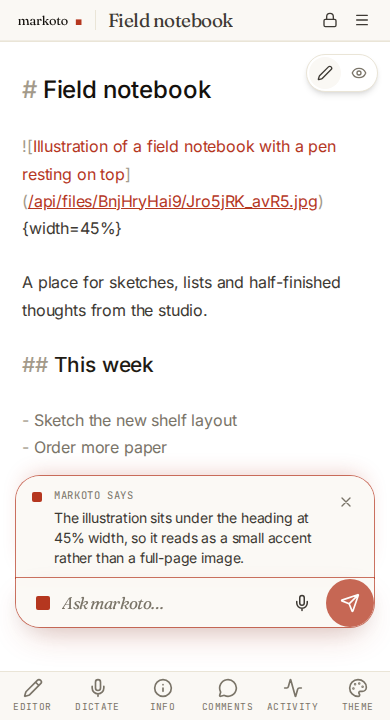 markoto
Field notebook
# Field notebook
![Illustration of a field notebook with a pen
resting on top]
(/api/files/BnjHryHai9/Jro5jRK_avR5.jpg)
{width=45%}
A place for sketches, lists and half-finished
thoughts from the studio.
## This week
- Sketch the new shelf layout
- Order more paper
MARKOTO SAYS
The illustration sits under the heading at
45% width, so it reads as a small accent
rather than a full-page image.
Ask markoto...
EDITOR
DICTATE
INFO
COMMENTS
ACTIVITY
THEME